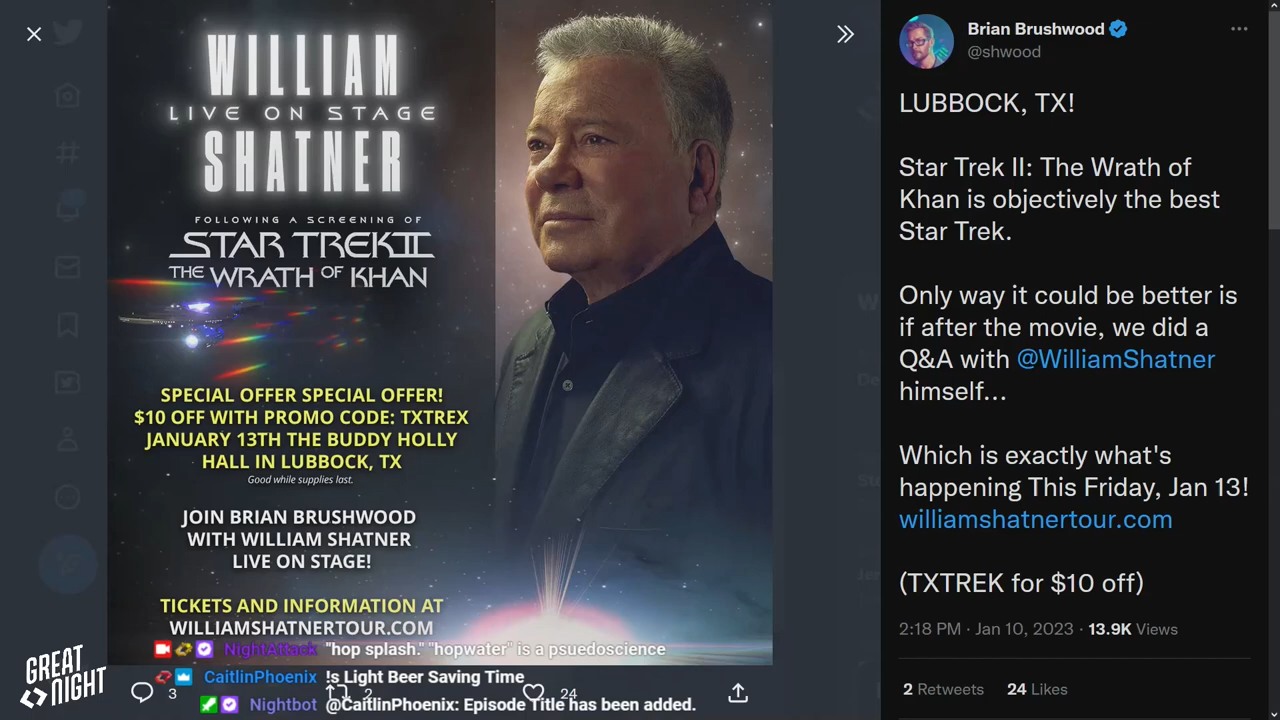 WILLIAM
LIVE ON STAGE
SHATNER
FOLLOWING A SCREENING OF
STAR TREK II
THE WRATH OF KHAN
SPECIAL OFFER SPECIAL OFFER!
$10 OFF WITH PROMO CODE: TXTREX
JANUARY 13TH THE BUDDY HOLLY
HALL IN LUBBOCK, TX
Good while supplies last.
JOIN BRIAN BRUSHWOOD
WITH WILLIAM SHATNER
LIVE ON STAGE!
TICKETS AND INFORMATION AT
WILLIAMSHATNERTOUR.COM
NightAttack "hop splash." "hopwater" is a psuedoscience
CaitlinPhoenix !s Light Beer Saving Time
Nightbot @CaitlinPhoenix: Episode Title has been added.
3 2 24
GREAT
NIGHT
Brian Brushwood
@shwood
LUBBOCK, TX!
Star Trek II: The Wrath of
Khan is objectively the best
Star Trek.
Only way it could be better is
if after the movie, we did a
Q&A with @WilliamShatner
himself...
Which is exactly what's
happening This Friday, Jan 13!
williamshatnertour.com
(TXTREK for $10 off)
2:18 PM · Jan 10, 2023 · 13.9K Views
2 Retweets 24 Likes